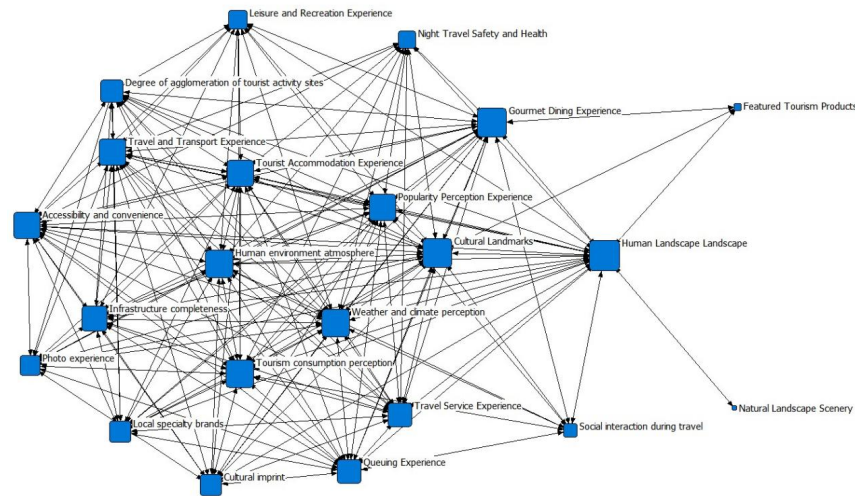 Leisure and Recreation Experience
Night Travel Safety and Health
Degree of agglomeration of tourist activity sites
Featured Tourism Products
Gourmet Dining Experience
Travel and Transport Experience
Tourist Accommodation Experience
Popularity Perception Experience
Accessibility and convenience
Cultural Landmarks
Human Landscape Landscape
Human environment atmosphere
Infrastructure completeness
Weather and climate perception
Photo experience
Tourism consumption perception
Natural Landscape Scenery
Travel Service Experience
Local specialty brands
Social interaction during travel
Queuing Experience
Cultural imprint